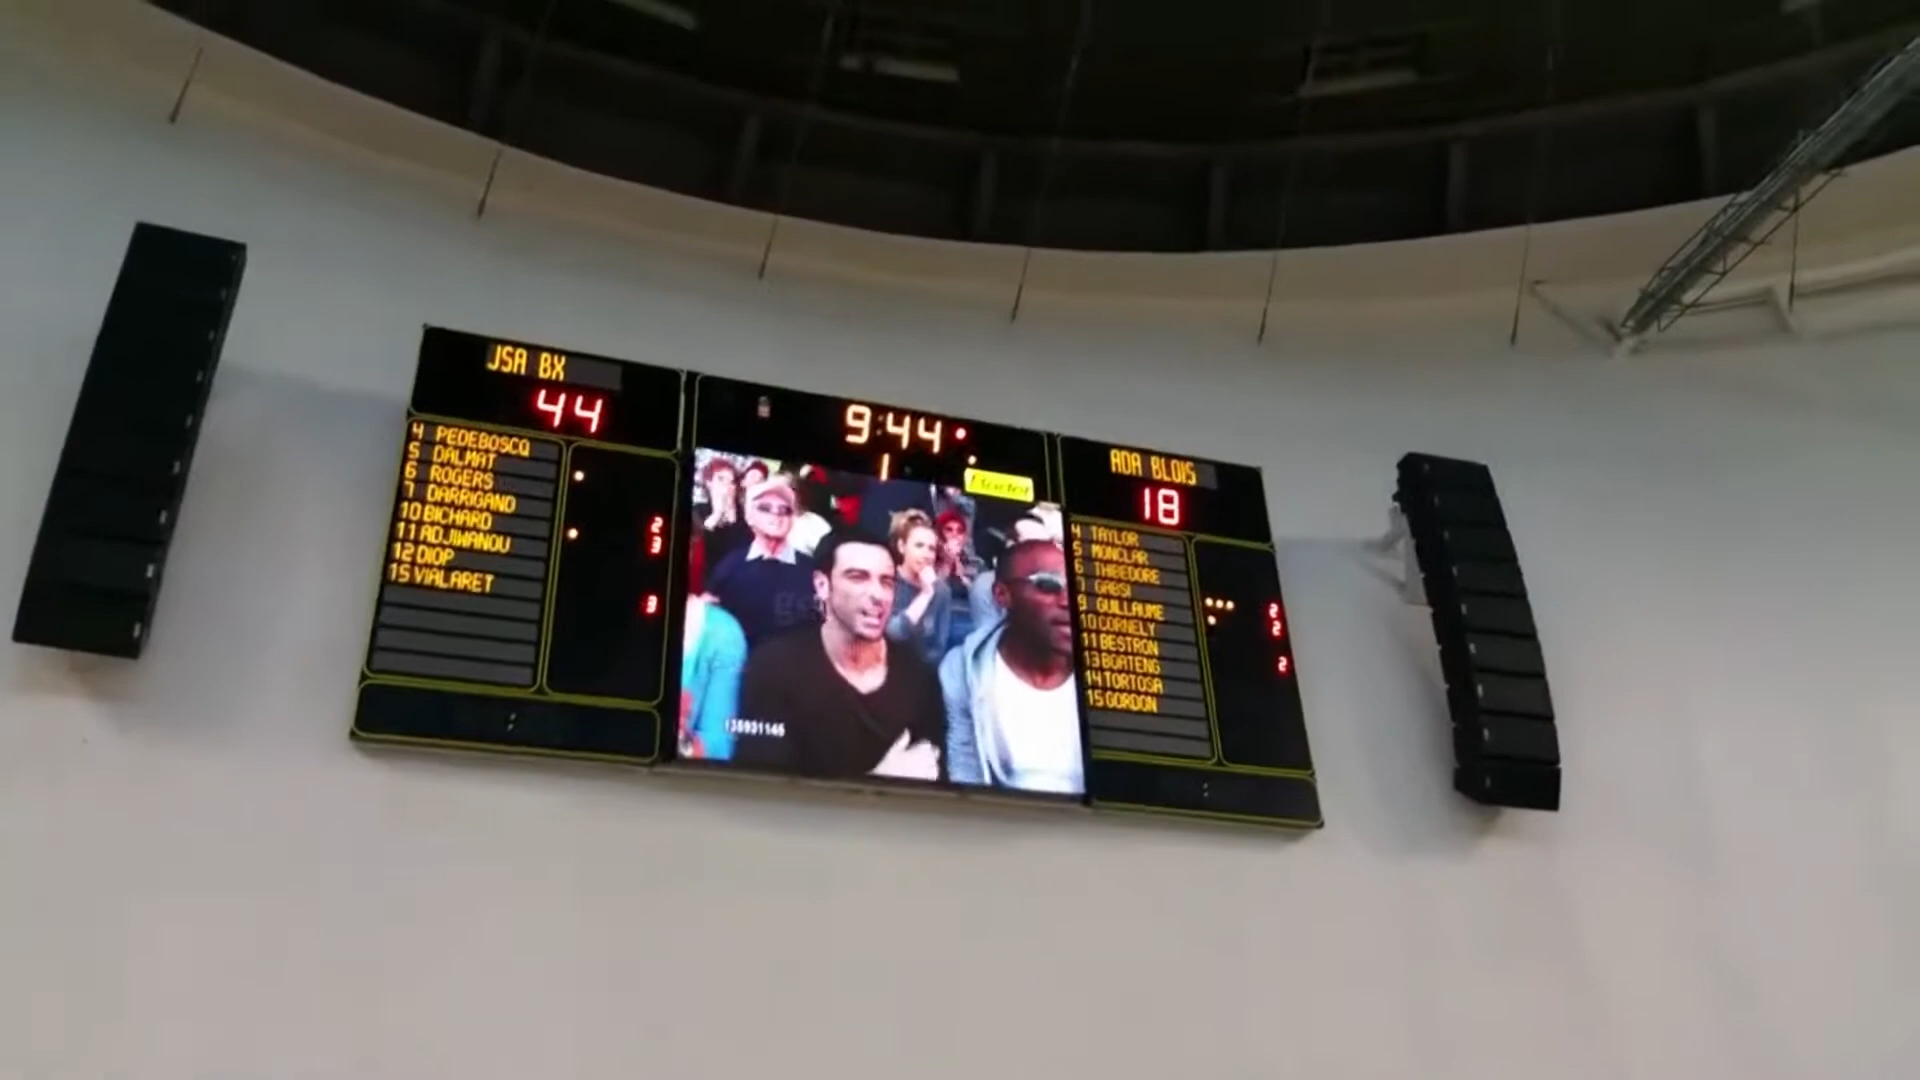 JSA BX
44
4 PEDEBOSCQ
5 DALMAT
6 ROGERS
7 DARRIGAND
10 BICHARD
11 ADJIWANOU
12 DIOP
15 VIALARET
2
3
3
9:44
1
136931146
ADA BLOIS
18
4 TAYLOR
5 MONCLAR
6 THIBEDORE
7 GABSI
9 GUILLAUME
10 CORNELY
11 BESTRON
13 BOATENG
14 TORTOSA
15 GORDON
2
2
2